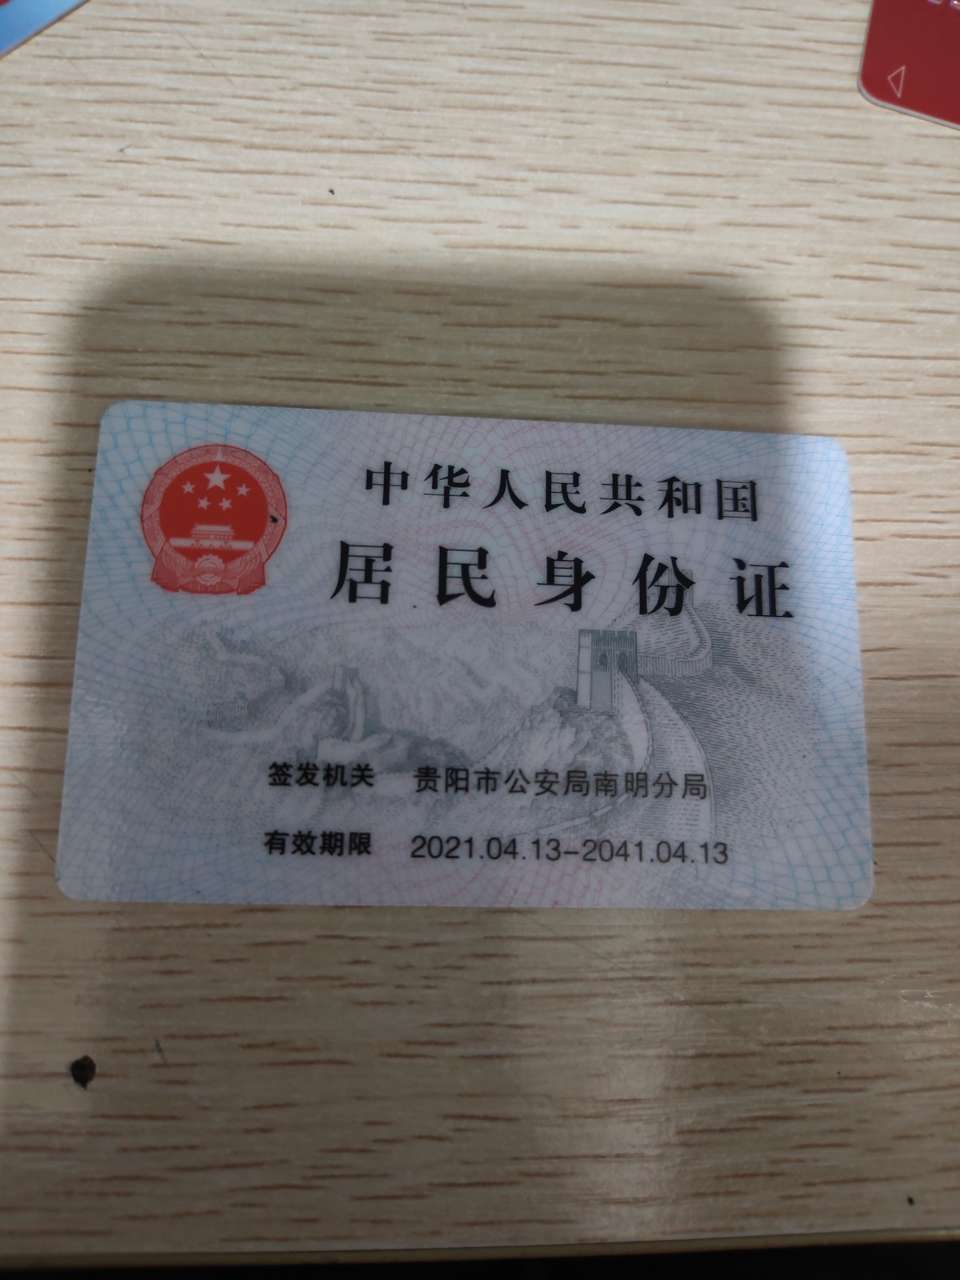 中华人民共和国
居民身份证
签发机关 贵阳市公安局南明分局
有效期限 2021.04.13-2041.04.13